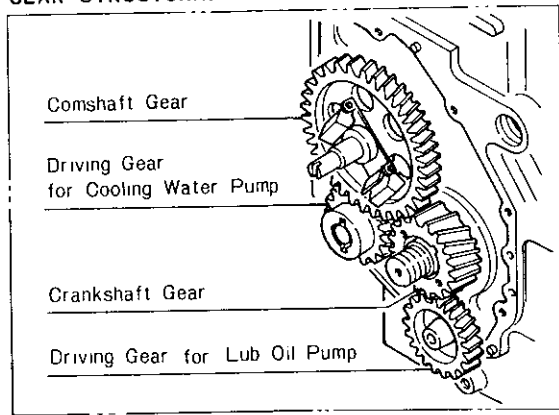 Comshaft Gear
Driving Gear
for Cooling Water Pump
Crankshaft Gear
Driving Gear for Lub Oil Pump